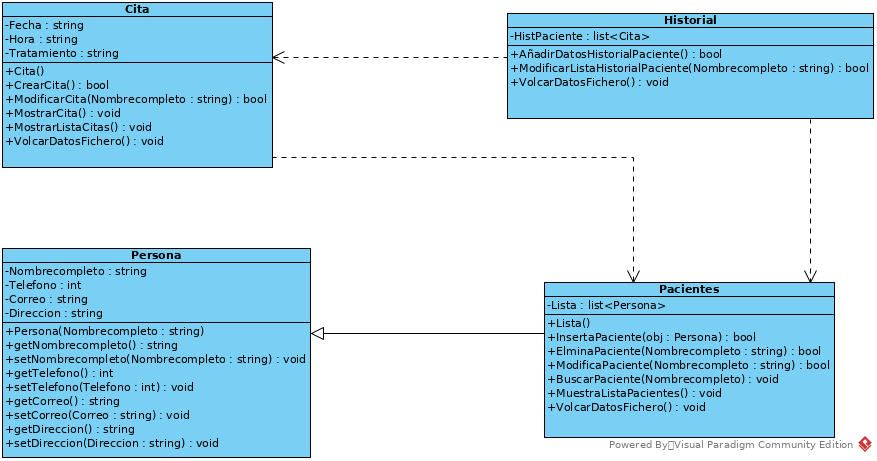 Cita
-Fecha : string
-Hora : string
-Tratamiento : string
+Cita()
+CrearCita() : bool
+ModificarCita(Nombrecompleto : string) : bool
+MostrarCita() : void
+MostrarListaCitas() : void
+VolcarDatosFichero() : void
Historial
-HistPaciente : list<Cita>
+AñadirDatosHistorialPaciente() : bool
+ModificarListaHistorialPaciente(Nombrecompleto : string) : bool
+VolcarDatosFichero() : void
Persona
-Nombrecompleto : string
-Telefono : int
-Correo : string
-Direccion : string
+Persona(Nombrecompleto : string)
+getNombrecompleto() : string
+setNombrecompleto(Nombrecompleto : string) : void
+getTelefono() : int
+setTelefono(Telefono : int) : void
+getCorreo() : string
+setCorreo(Correo : string) : void
+getDireccion() : string
+setDireccion(Direccion : string) : void
Pacientes
-Lista : list<Persona>
+Lista()
+InsertaPaciente(obj : Persona) : bool
+ElminaPaciente(Nombrecompleto : string) : bool
+ModificaPaciente(Nombrecompleto : string) : bool
+BuscarPaciente(Nombrecompleto) : void
+MuestraListaPacientes() : void
+VolcarDatosFichero() : void
Powered By Visual Paradigm Community Edition